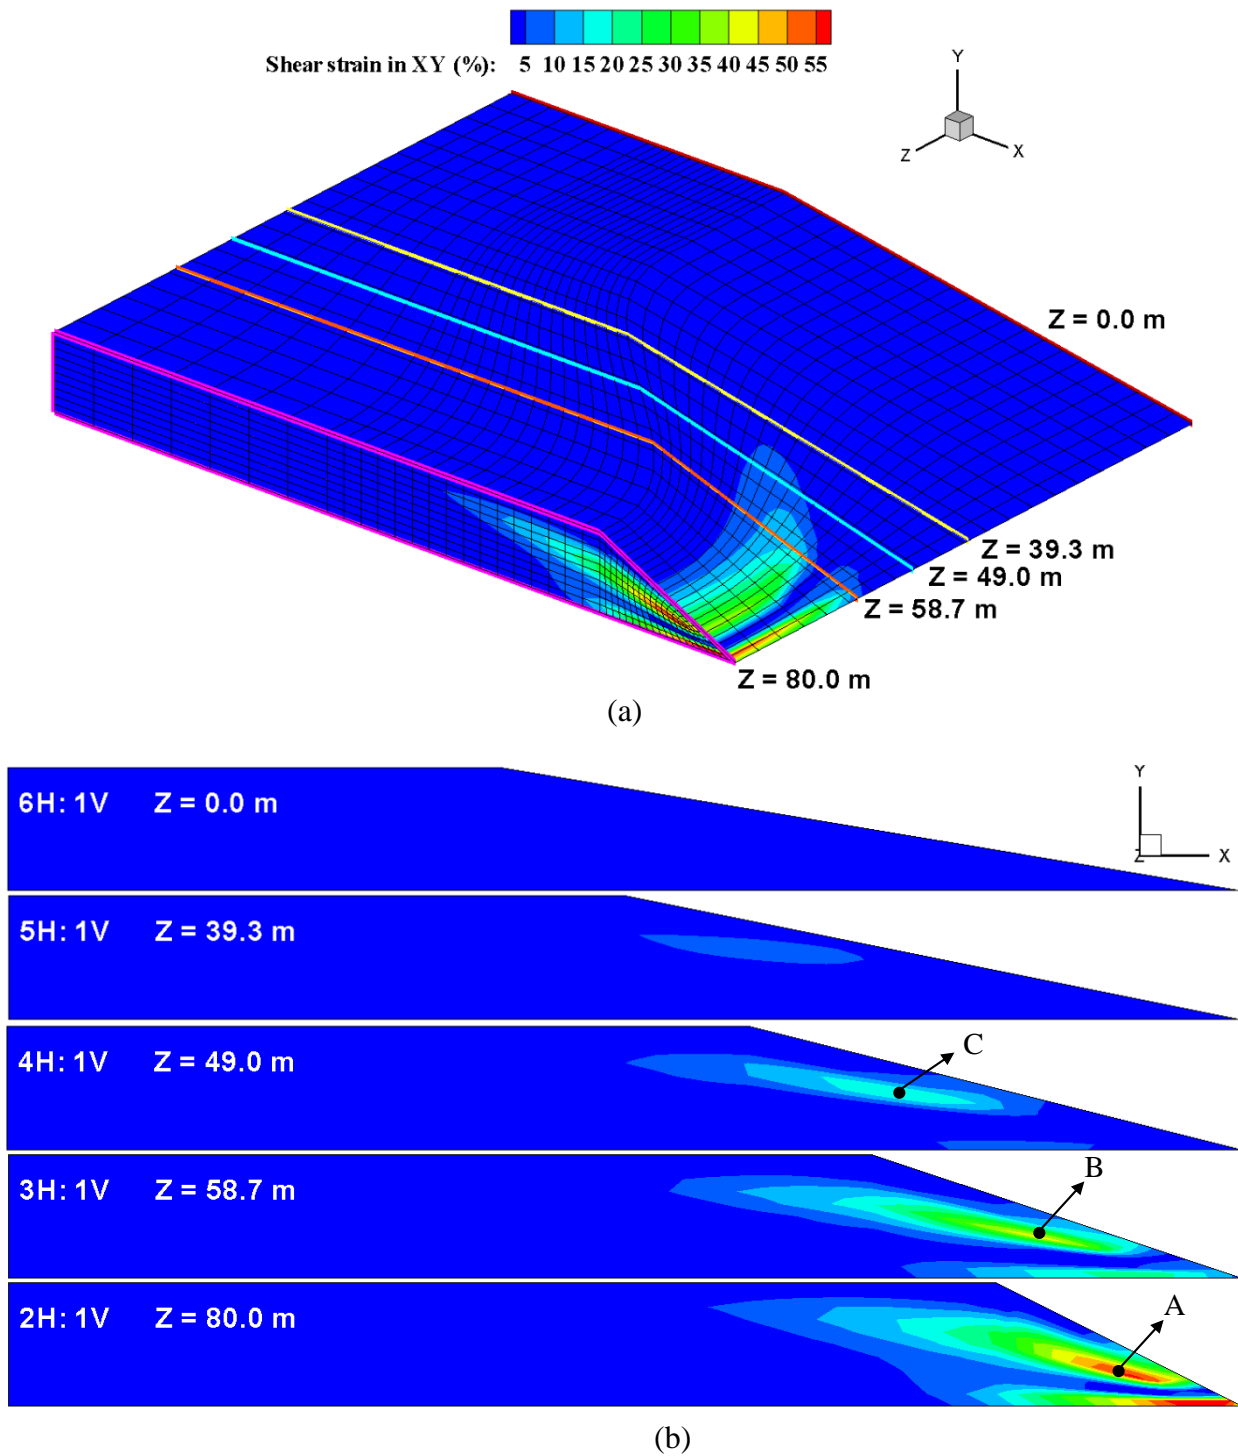 Shear strain in XY (%): 5 10 15 20 25 30 35 40 45 50 55
Y
Z
X
Z = 0.0 m
Z = 39.3 m
Z = 49.0 m
Z = 58.7 m
Z = 80.0 m
(a)
6H: 1V Z = 0.0 m
Y
Z
X
5H: 1V Z = 39.3 m
4H: 1V Z = 49.0 m
C
3H: 1V Z = 58.7 m
B
2H: 1V Z = 80.0 m
A
(b)